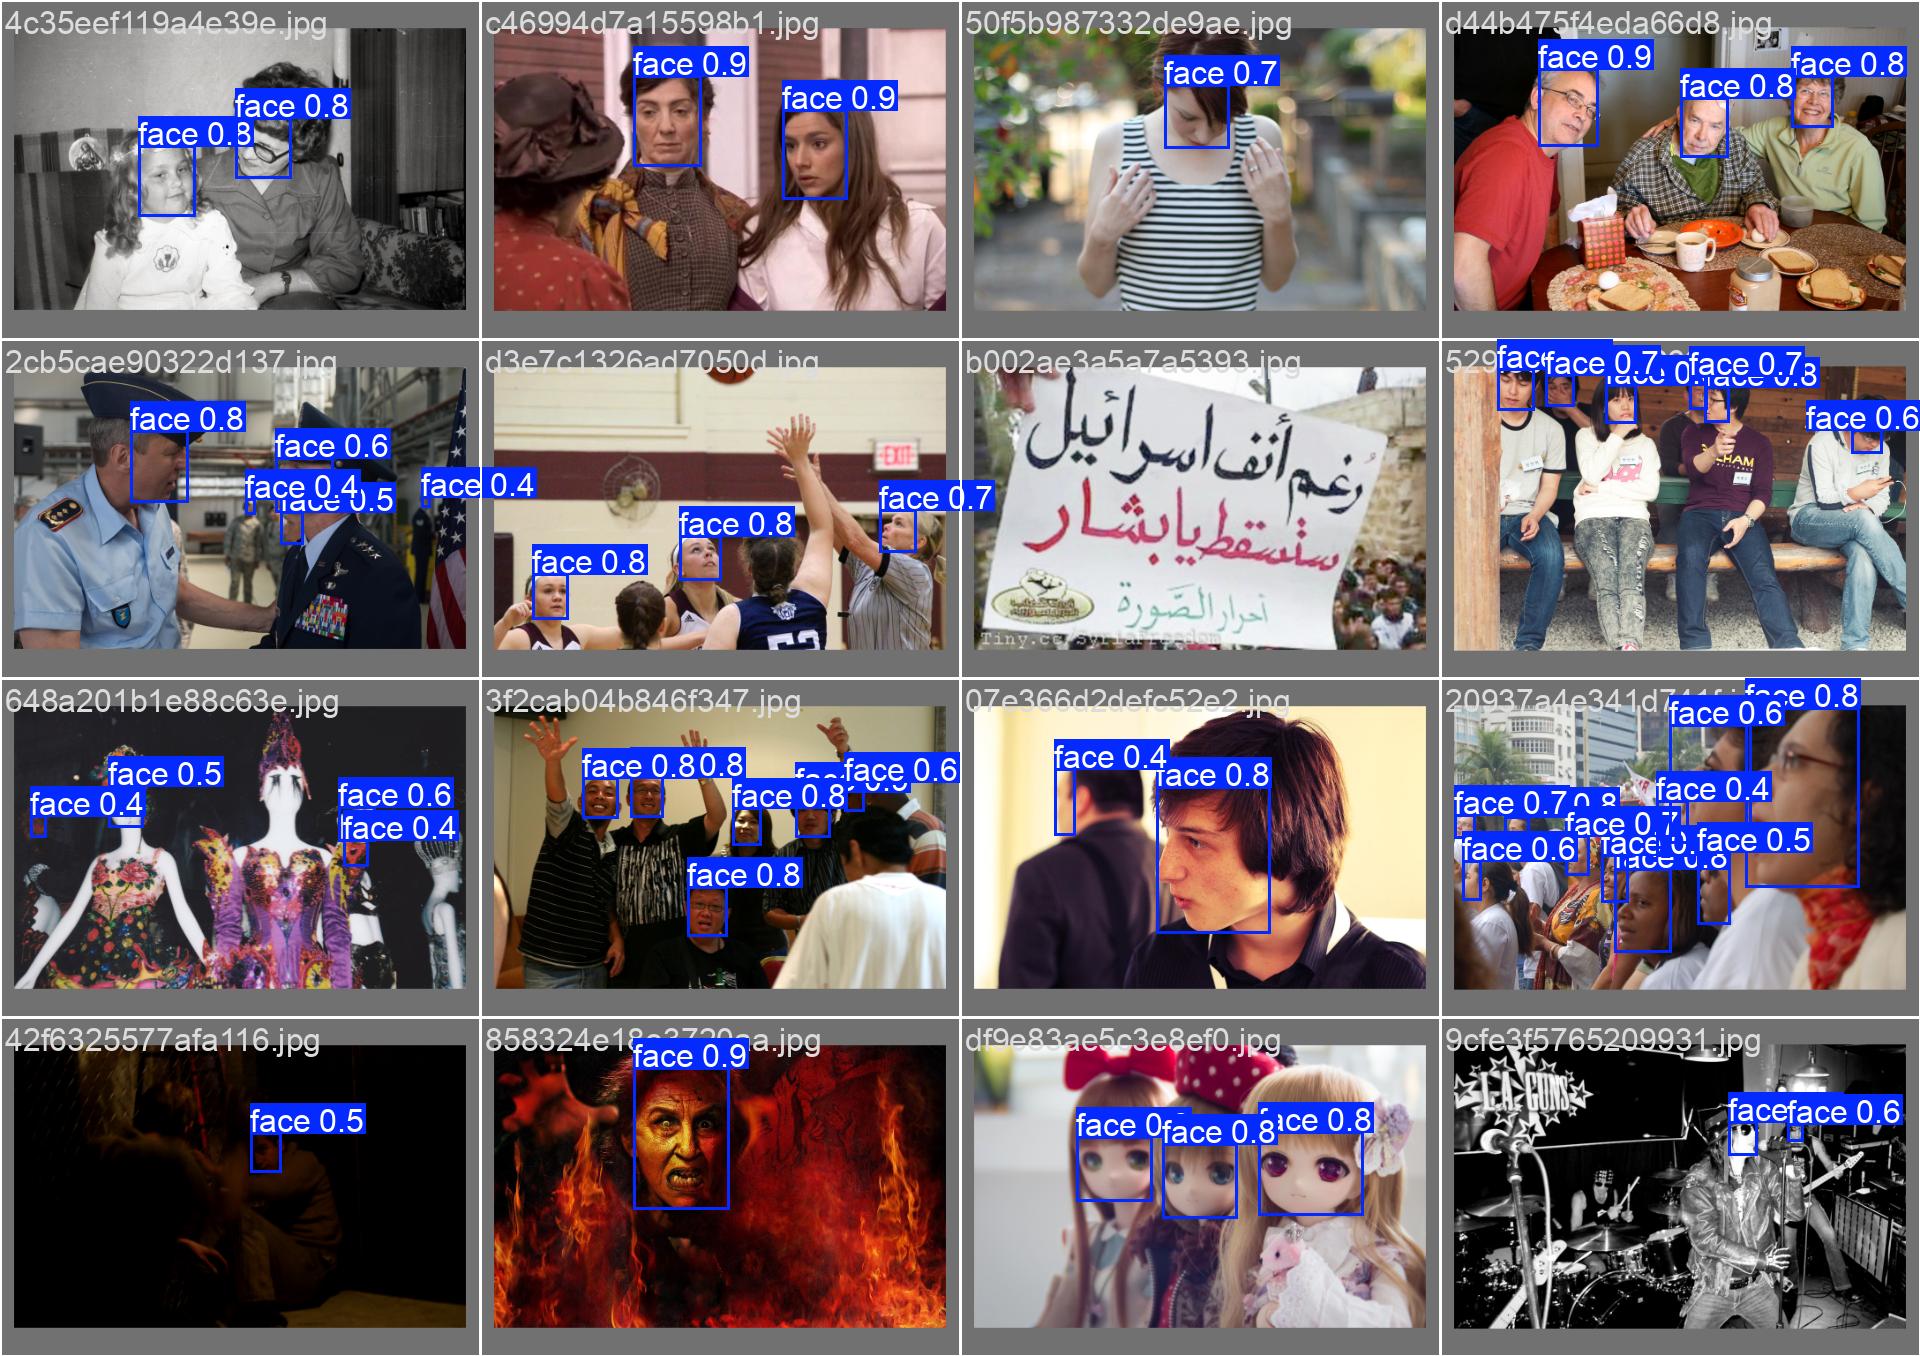 4c35eef119a4e39e.jpg
face 0.8
face 0.8
c46994d7a15598b1.jpg
face 0.9
face 0.9
50f5b987332de9ae.jpg
face 0.7
d44b475f4eda66d8.jpg
face 0.9
face 0.8
face 0.8
2cb5cae90322d137.jpg
face 0.8
face 0.6
face 0.4
face 0.5
face 0.4
d3e7c1326ad7050d.jpg
EXIT
face 0.7
face 0.8
face 0.8
b002ae3a5a7a5393.jpg
رغم أنف اسرائيل
ستسقط يا بشار
أحرار الصورة
Tiny.cc/SyriaFreedom
face 0.7
face 0.7
face 0.8
face 0.6
648a201b1e88c63e.jpg
face 0.5
face 0.4
face 0.6
face 0.4
3f2cab04b846f347.jpg
face 0.8
0.8
face 0.6
face 0.8
face 0.8
07e366d2defc52e2.jpg
face 0.4
face 0.8
face 0.8
face 0.6
face 0.4
face 0.7
0.8
face 0.7
face 0.5
face 0.6
face 0.8
42f6325577afa116.jpg
face 0.5
face 0.9
df9e83ae5c3e8ef0.jpg
face 0.8
face 0.8
9cfe3f5765209931.jpg
L.A. GUNS
face
face 0.6